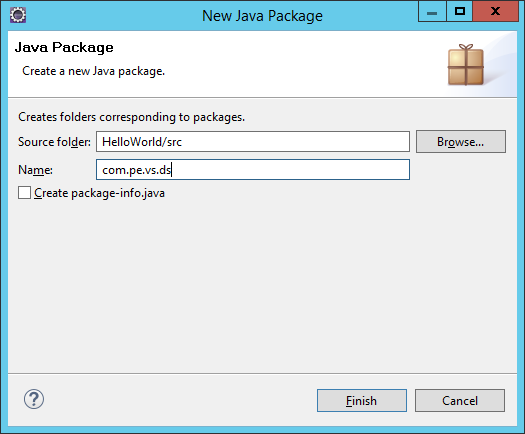 New Java Package
Java Package
Create a new Java package.
Creates folders corresponding to packages.
Source folder: HelloWorld/src Browse...
Name: com.pe.vs.ds
Create package-info.java
? Finish Cancel